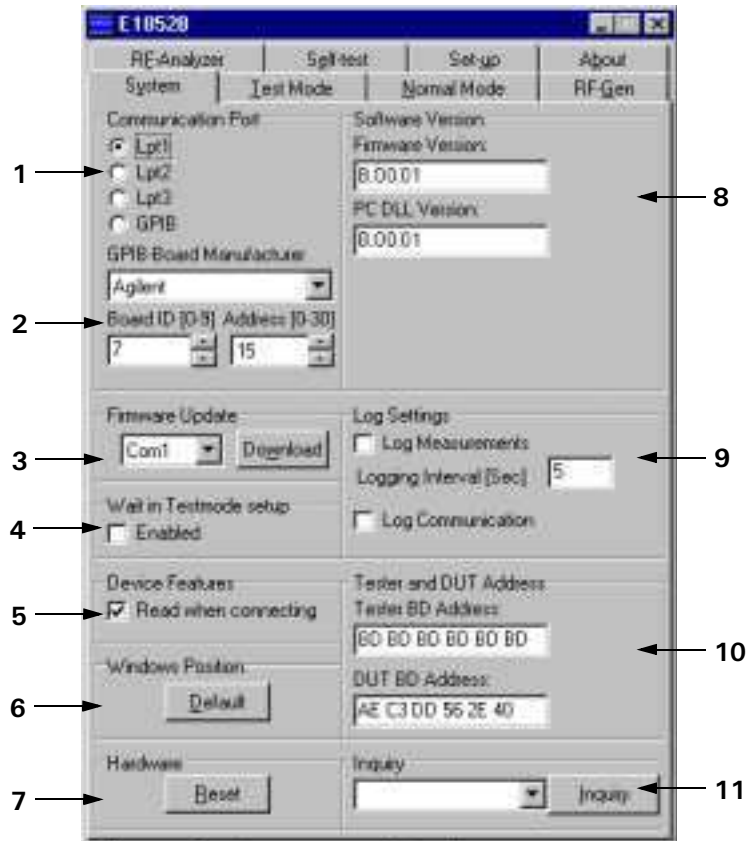 E1852B
RF-Analyzer Self-test Set-up About
System Test Mode Normal Mode RF-Gen
Communication Port
Lpt1
Lpt2
Lpt3
GPIB
GPIB-Board Manufacturer
Agilent
Board ID [0-9] Address [0-30]
7 15
Software Version
Firmware Version:
B.00.01
PC DLL Version:
B.00.01
Firmware Update
Com1 Download
Wait in Testmode setup
Enabled
Log Settings
Log Measurements
Logging Interval [Sec] 5
Log Communication
Device Features
Read when connecting
Windows Position
Default
Tester and DUT Address
Tester BD Address:
BD BD BD BD BD BD
DUT BD Address:
AE C3 DD 56 2E 40
Hardware
Reset
Inquiry
Inquiry
1
2
3
4
5
6
7
8
9
10
11